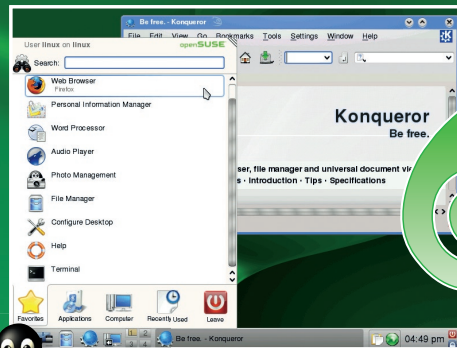 Be free. - Konqueror
File Edit View Go Bookmarks Tools Settings Window Help
User linux on linux
openSUSE
Search:
Web Browser
Firefox
Personal Information Manager
Word Processor
Audio Player
Photo Management
File Manager
Configure Desktop
Help
Terminal
Konqueror
Be free.
ser, file manager and universal document
s · Introduction · Tips · Specifications
Favorites Applications Computer Recently Used Leave
Be free. - Konqueror
04:49 pm